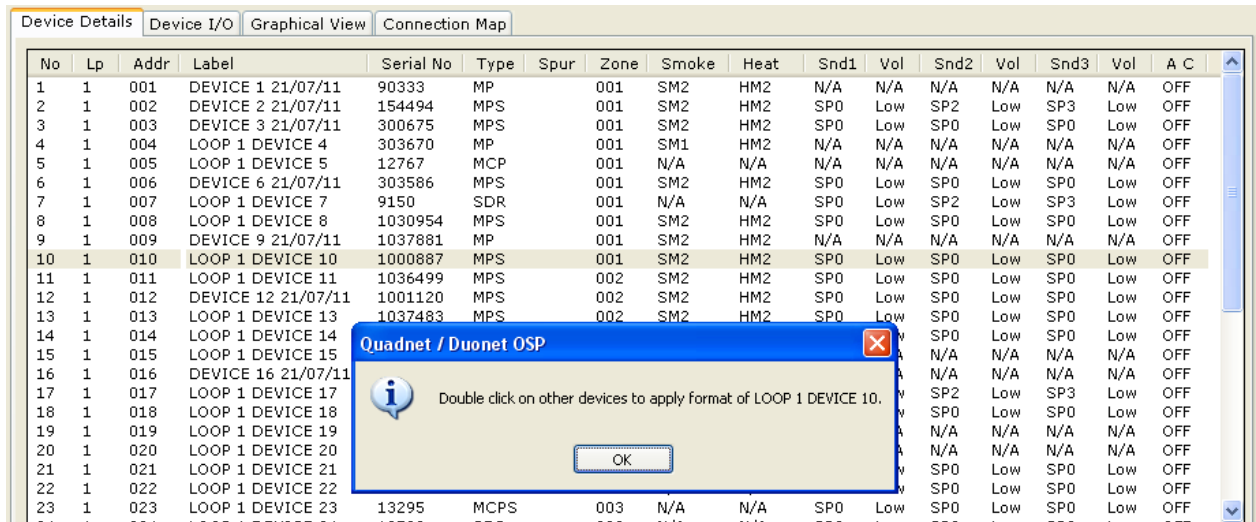 Device Details Device I/O Graphical View Connection Map
No Lp Addr Label Serial No Type Spur Zone Smoke Heat Snd1 Vol Snd2 Vol Snd3 Vol A C
1 1 001 DEVICE 1 21/07/11 90333 MP 001 SM2 HM2 N/A N/A N/A N/A N/A N/A OFF
2 1 002 DEVICE 2 21/07/11 154494 MPS 001 SM2 HM2 SP0 Low SP2 Low SP3 Low OFF
3 1 003 DEVICE 3 21/07/11 300675 MPS 001 SM2 HM2 SP0 Low SP0 Low SP0 Low OFF
4 1 004 LOOP 1 DEVICE 4 303670 MP 001 SM1 HM2 N/A N/A N/A N/A N/A N/A OFF
5 1 005 LOOP 1 DEVICE 5 12767 MCP 001 N/A N/A N/A N/A N/A N/A N/A N/A OFF
6 1 006 DEVICE 6 21/07/11 303586 MPS 001 SM2 HM2 SP0 Low SP0 Low SP0 Low OFF
7 1 007 LOOP 1 DEVICE 7 9150 SDR 001 N/A N/A SP0 Low SP2 Low SP3 Low OFF
8 1 008 LOOP 1 DEVICE 8 1030954 MPS 001 SM2 HM2 SP0 Low SP0 Low SP0 Low OFF
9 1 009 DEVICE 9 21/07/11 1037881 MP 001 SM2 HM2 N/A N/A N/A N/A N/A N/A OFF
10 1 010 LOOP 1 DEVICE 10 1000887 MPS 001 SM2 HM2 SP0 Low SP0 Low SP0 Low OFF
11 1 011 LOOP 1 DEVICE 11 1036499 MPS 002 SM2 HM2 SP0 Low SP0 Low SP0 Low OFF
12 1 012 DEVICE 12 21/07/11 1001120 MPS 002 SM2 HM2 SP0 Low SP0 Low SP0 Low OFF
13 1 013 LOOP 1 DEVICE 13 1037483 MPS 002 SM2 HM2 SP0 Low SP0 Low SP0 Low OFF
14 1 014 LOOP 1 DEVICE 14 SP0 Low SP0 Low OFF
15 1 015 LOOP 1 DEVICE 15 N/A N/A N/A N/A OFF
16 1 016 DEVICE 16 21/07/11 N/A N/A N/A N/A OFF
17 1 017 LOOP 1 DEVICE 17 SP2 Low SP3 Low OFF
18 1 018 LOOP 1 DEVICE 18 SP0 Low SP0 Low OFF
19 1 019 LOOP 1 DEVICE 19 N/A N/A N/A N/A OFF
20 1 020 LOOP 1 DEVICE 20 N/A N/A N/A N/A OFF
21 1 021 LOOP 1 DEVICE 21 SP0 Low SP0 Low OFF
22 1 022 LOOP 1 DEVICE 22 SP0 Low SP0 Low OFF
23 1 023 LOOP 1 DEVICE 23 13295 MCPS 003 N/A N/A SP0 Low SP0 Low SP0 Low OFF
Quadnet / Duonet OSP
Double click on other devices to apply format of LOOP 1 DEVICE 10.
OK